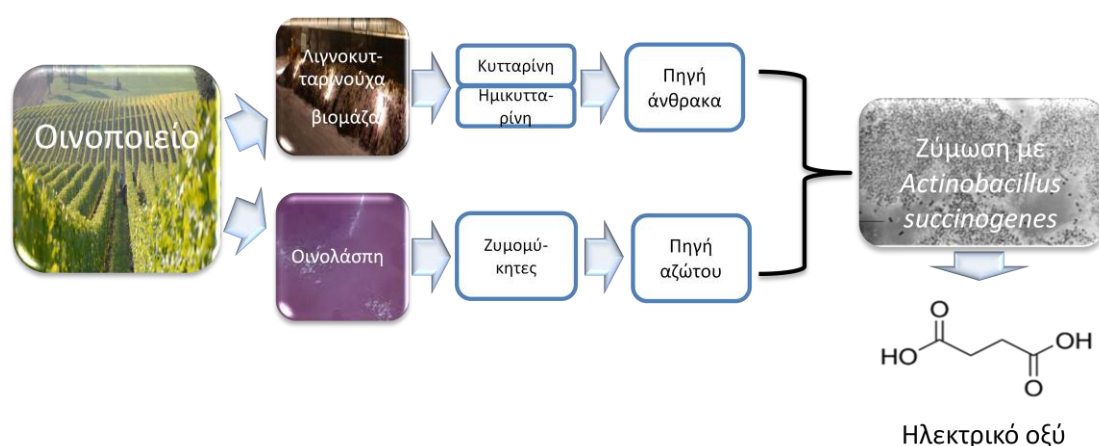 Οινοποιείο
Λιγνοκυτ-
ταρινούχα
βιομάζα
Κυτταρίνη
Ημικυττα-
ρίνη
Πηγή
άνθρακα
Οινολάσπη
Ζυμομύ-
κητες
Πηγή
αζώτου
Ζύμωση με
Actinobacillus
succinogenes
O
OH
HO
O
Ηλεκτρικό οξύ